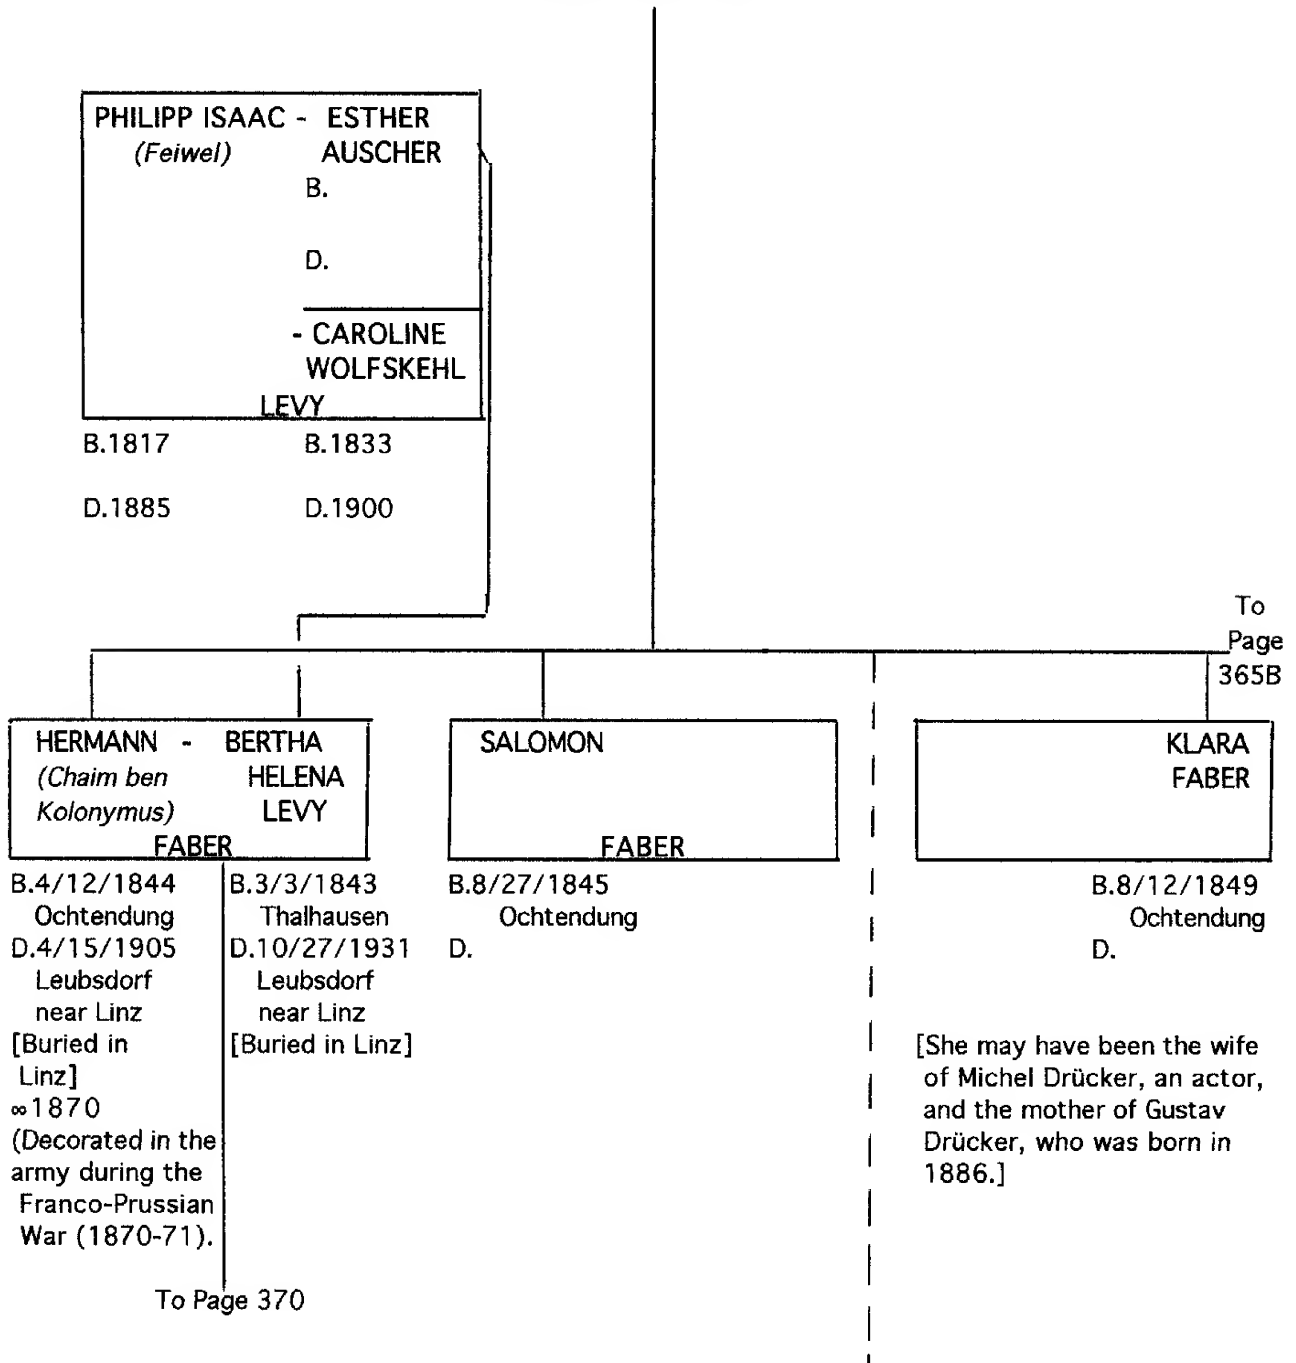 PHILIPP ISAAC - ESTHER
(Feiwel) AUSCHER
B.
D.
- CAROLINE
WOLFSKEHL
LEVY
B.1817 B.1833
D.1885 D.1900
To
Page
365B
HERMANN - BERTHA
(Chaim ben HELENA
Kolonymus) LEVY
FABER
B.4/12/1844 B.3/3/1843
Ochtendung Thalhausen
D.4/15/1905 D.10/27/1931
Leubsdorf Leubsdorf
near Linz near Linz
[Buried in [Buried in Linz]
Linz]
∞1870
(Decorated in the
army during the
Franco-Prussian
War (1870-71).
To Page 370
SALOMON
FABER
B.8/27/1845
Ochtendung
D.
KLARA
FABER
B.8/12/1849
Ochtendung
D.
[She may have been the wife
of Michel Drücker, an actor,
and the mother of Gustav
Drücker, who was born in
1886.]